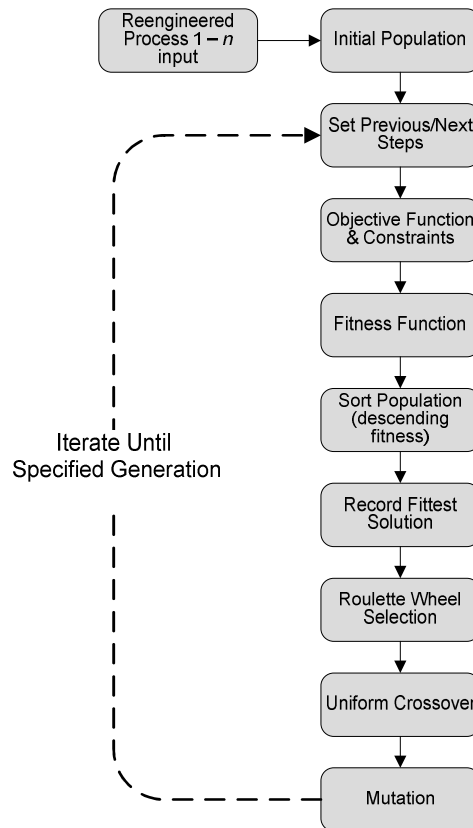 Reengineered
Process 1 – n
input
Initial Population
Set Previous/Next
Steps
Objective Function
& Constraints
Fitness Function
Sort Population
(descending
fitness)
Iterate Until
Specified Generation
Record Fittest
Solution
Roulette Wheel
Selection
Uniform Crossover
Mutation